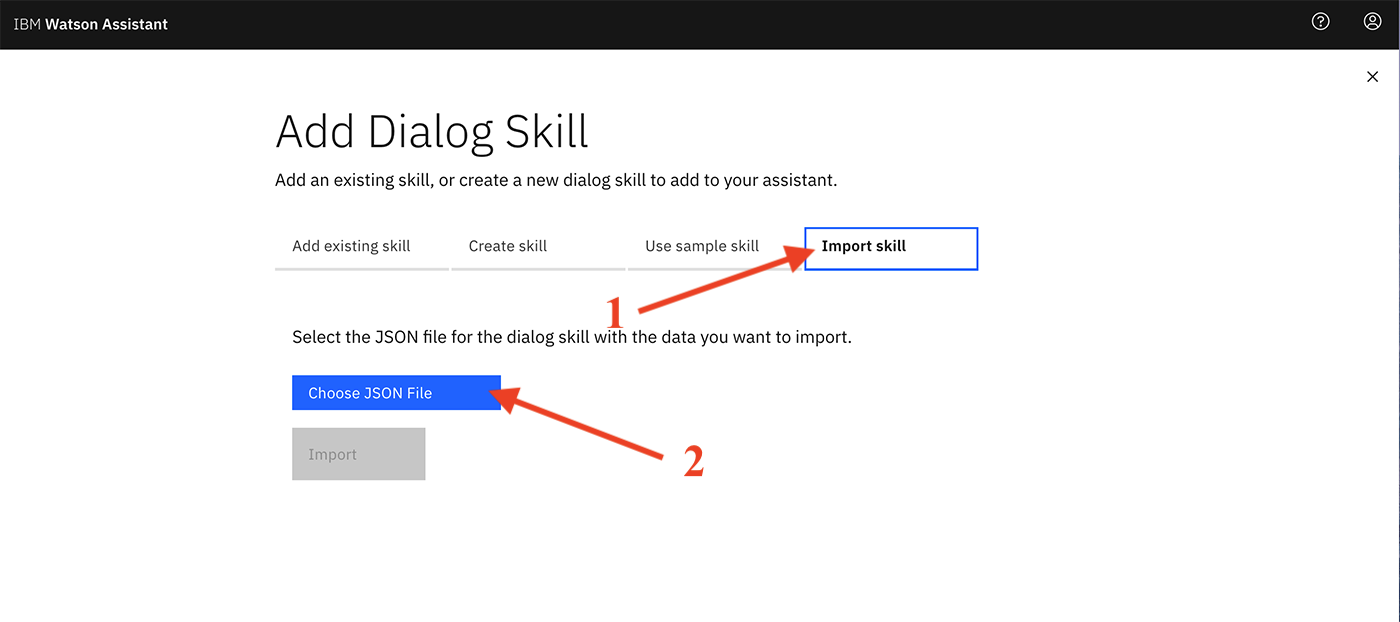 IBM Watson Assistant
Add Dialog Skill
Add an existing skill, or create a new dialog skill to add to your assistant.
Add existing skill
Create skill
Use sample skill
Import skill
1
Select the JSON file for the dialog skill with the data you want to import.
Choose JSON File
2
Import